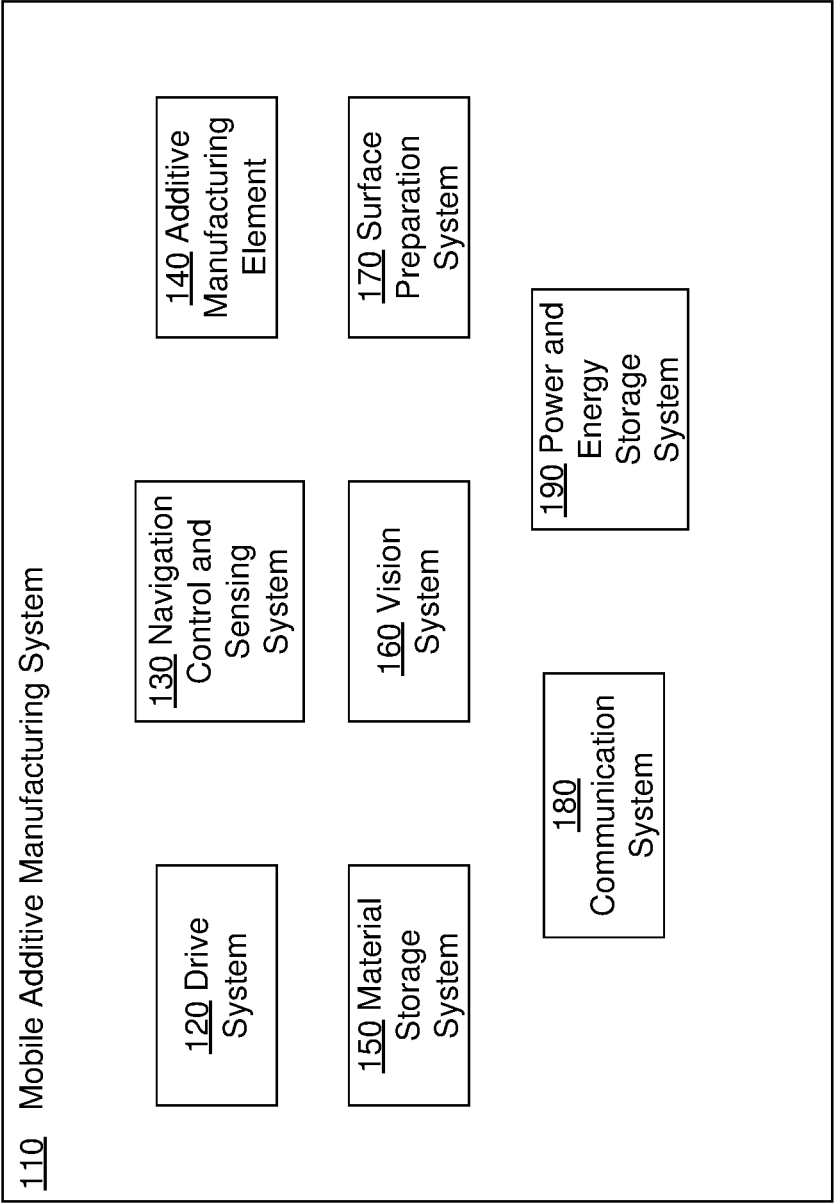 110 Mobile Additive Manufacturing System
120 Drive
System
130 Navigation
Control and
Sensing
System
140 Additive
Manufacturing
Element
150 Material
Storage
System
160 Vision
System
170 Surface
Preparation
System
180
Communication
System
190 Power and
Energy
Storage
System